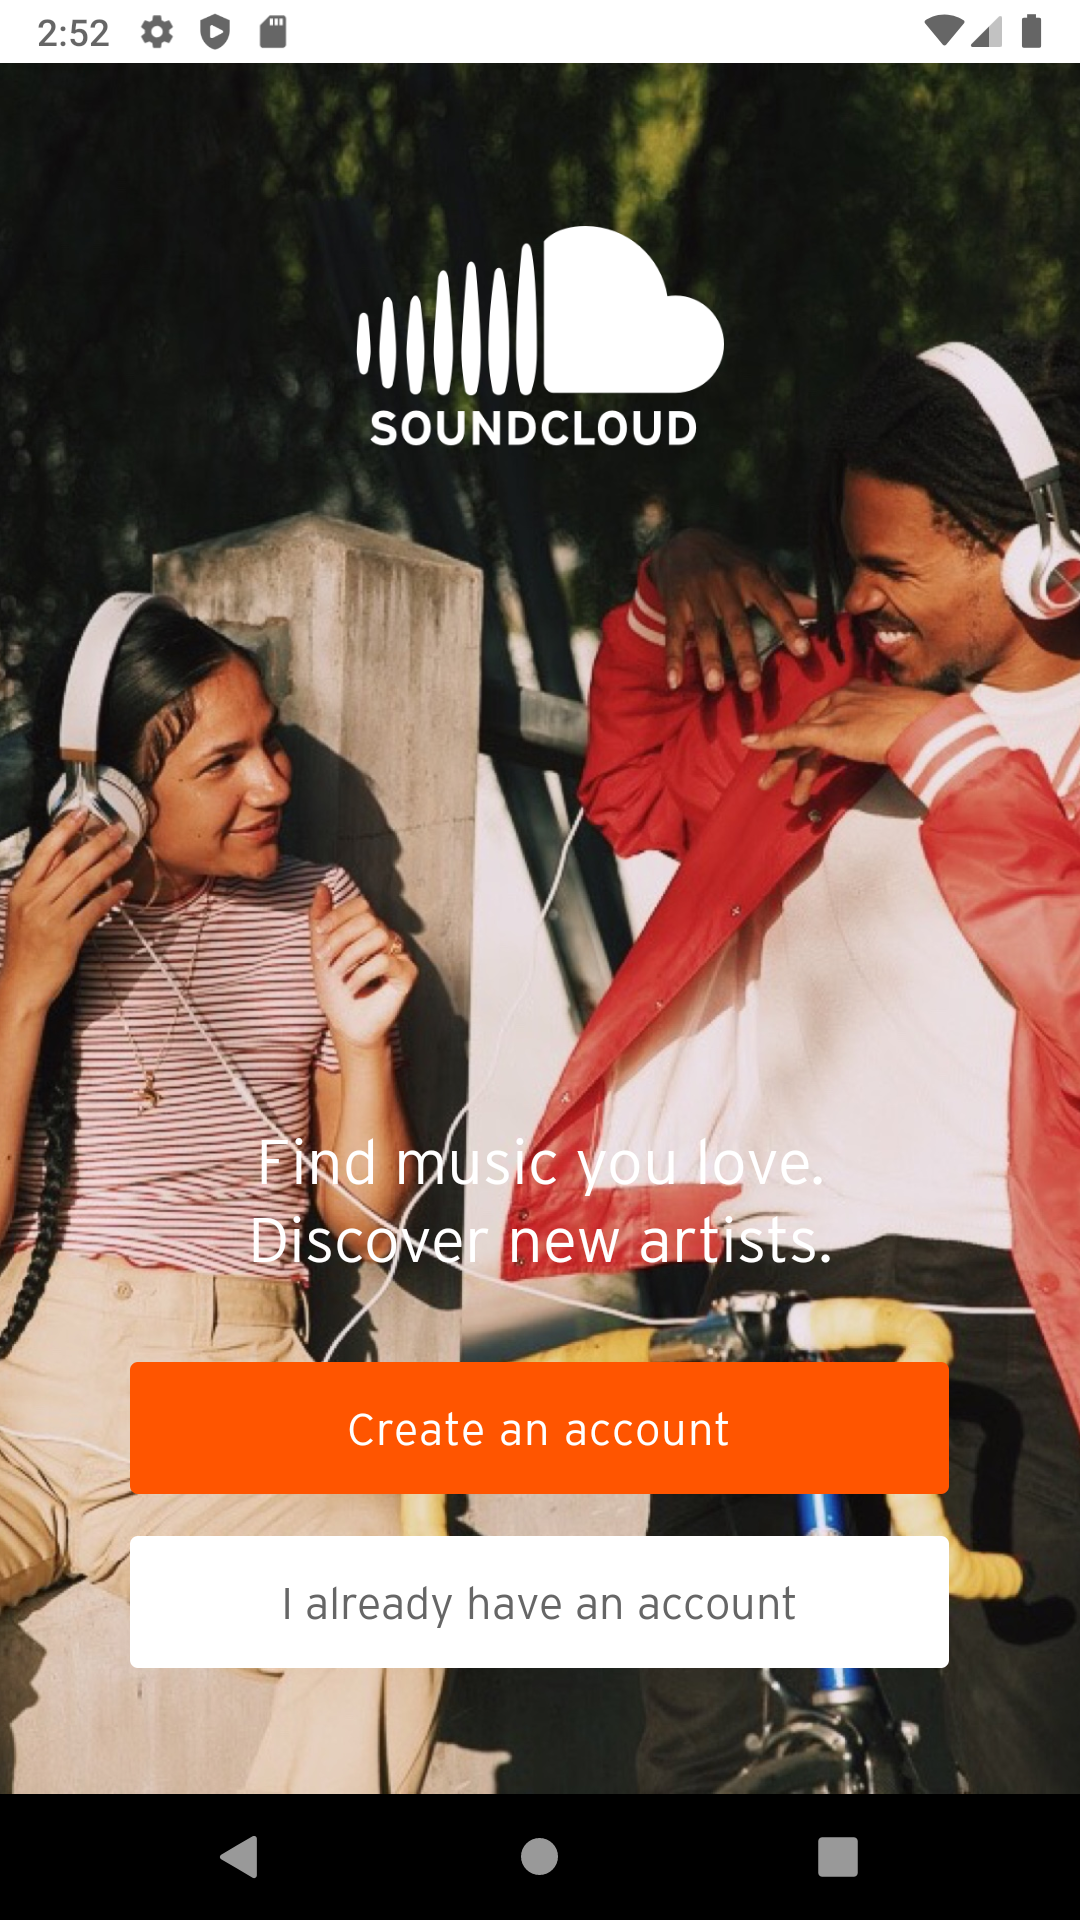 2:52
SOUNDCLOUD
Find music you love.
Discover new artists.
Create an account
I already have an account